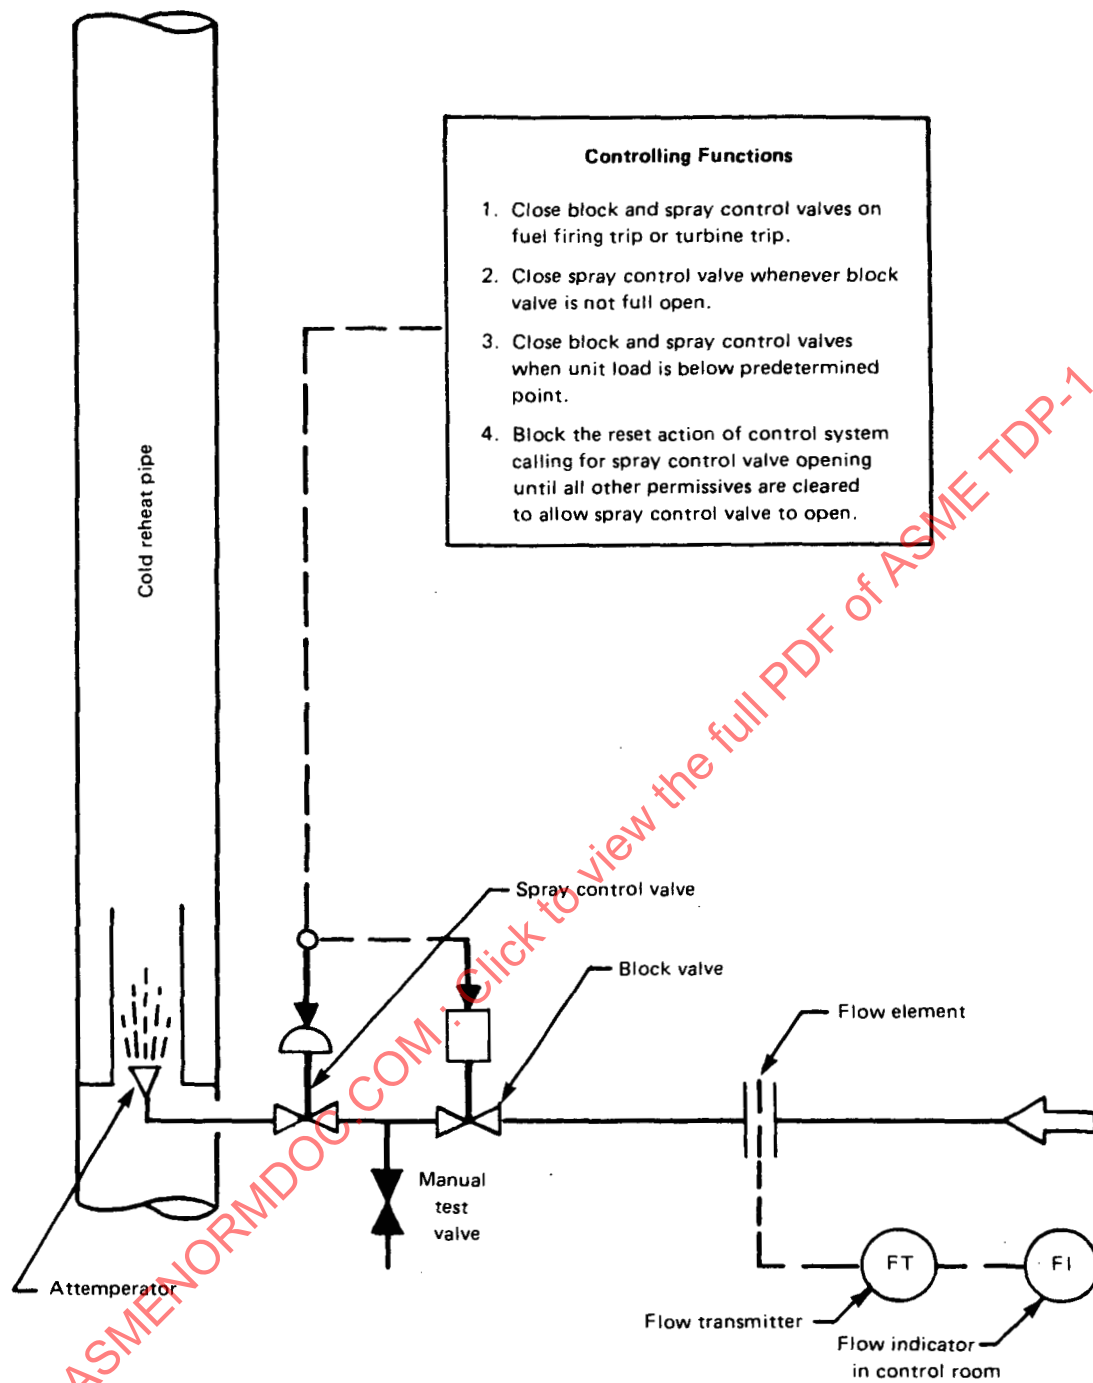 Controlling Functions
1. Close block and spray control valves on
fuel firing trip or turbine trip.
2. Close spray control valve whenever block
valve is not full open.
3. Close block and spray control valves
when unit load is below predetermined
point.
4. Block the reset action of control system
calling for spray control valve opening
until all other permissives are cleared
to allow spray control valve to open.
Cold reheat pipe
Spray control valve
Block valve
Flow element
Manual
test
valve
Attemperator
FT
FI
Flow transmitter
Flow indicator
in control room
ASMENORMDOC.COM : Click to view the full PDF of ASME TDP-1